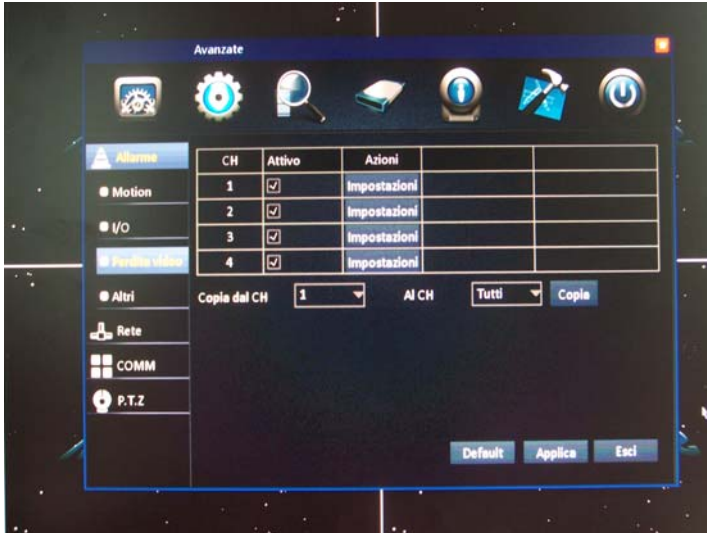 Avanzate
Allarme
Motion
I/O
Perdita video
Altri
Rete
COMM
P.T.Z
CH Attivo Azioni
1 Impostazioni
2 Impostazioni
3 Impostazioni
4 Impostazioni
Copia dal CH 1 Al CH Tutti Copia
Default Applica Esci